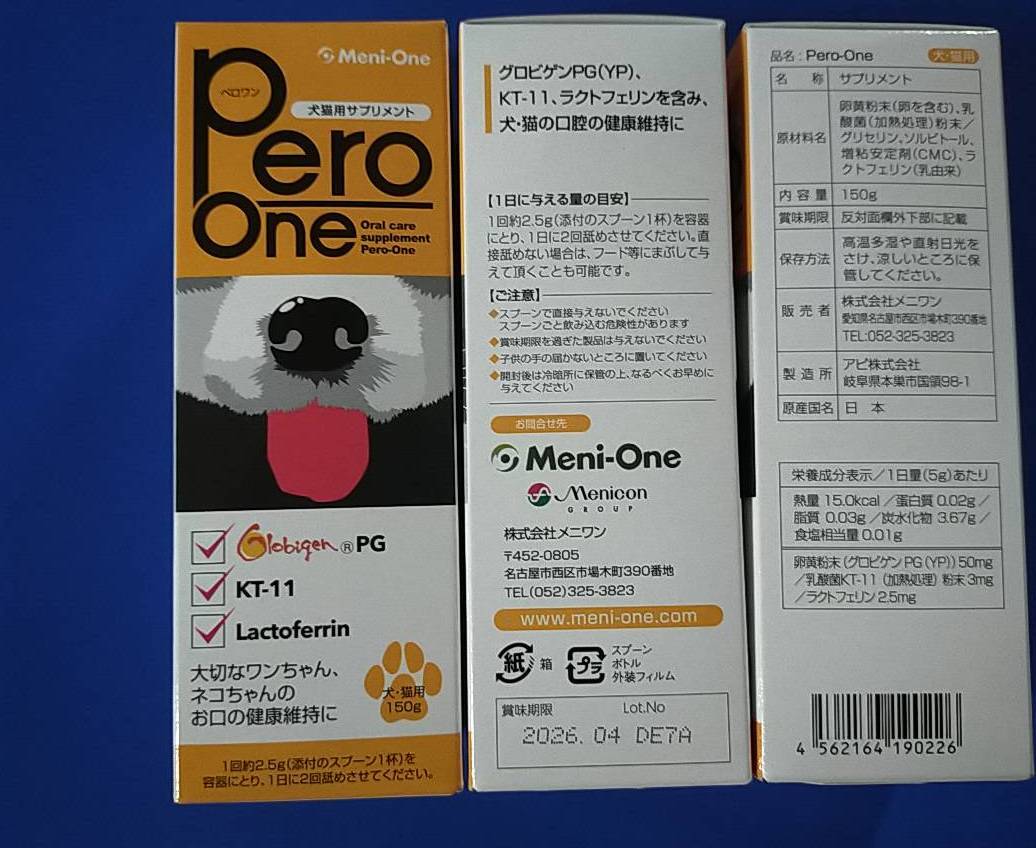 Meni-One
Pero
ペロワン
犬猫用サプリメント
One
Oral care
supplement
Pero-One
Globigen®PG
KT-11
Lactoferrin
大切なワンちゃん、
ネコちゃんの
お口の健康維持に
犬・猫用
150g
1回約2.5g(添付のスプーン1杯)を
容器にとり、1日に2回舐めさせてください。
グロビゲンPG(YP)、
KT-11、ラクトフェリンを含み、
犬・猫の口腔の健康維持に
【1日に与える量の目安】
1回約2.5g(添付のスプーン1杯)を容器
にとり、1日に2回舐めさせてください。直
接舐めない場合は、フード等にまぶして与
えて頂くことも可能です。
【ご注意】
◆スプーンで直接与えないでください
スプーンごと飲み込む危険性があります
◆賞味期限を過ぎた製品は与えないでください
◆子供の手の届かないところに置いてください
◆開封後は冷暗所に保管の上、なるべくお早めに
与えてください
お問合せ先
Meni-One
Menicon
GROUP
株式会社メニワン
〒452-0805
名古屋市西区市場木町390番地
TEL(052)325-3823
www.meni-one.com
紙 箱
プラ
スプーン
ボトル
外装フィルム
賞味期限 Lot.No
2026. 04 DE7A
品名:Pero-One 犬・猫用
名 称 サプリメント
原材料名
卵黄粉末(卵を含む)、乳
酸菌(加熱処理)粉末/
グリセリン、ソルビトール、
増粘安定剤(CMC)、ラ
クトフェリン(乳由来)
内容量 150g
賞味期限 反対面欄外下部に記載
保存方法
高温多湿や直射日光を
さけ、涼しいところに保
管してください。
販売者
株式会社メニワン
愛知県名古屋市西区市場木町390番地
TEL:052-325-3823
製造所
アピ株式会社
岐阜県本巣市国領98-1
原産国名 日 本
栄養成分表示/1日量(5g)あたり
熱量 15.0kcal/蛋白質 0.02g/
脂質 0.03g/炭水化物 3.67g/
食塩相当量 0.01g
卵黄粉末(グロビゲンPG(YP))50mg
/乳酸菌KT-11(加熱処理)粉末3mg
/ラクトフェリン2.5mg
4 562164 190226